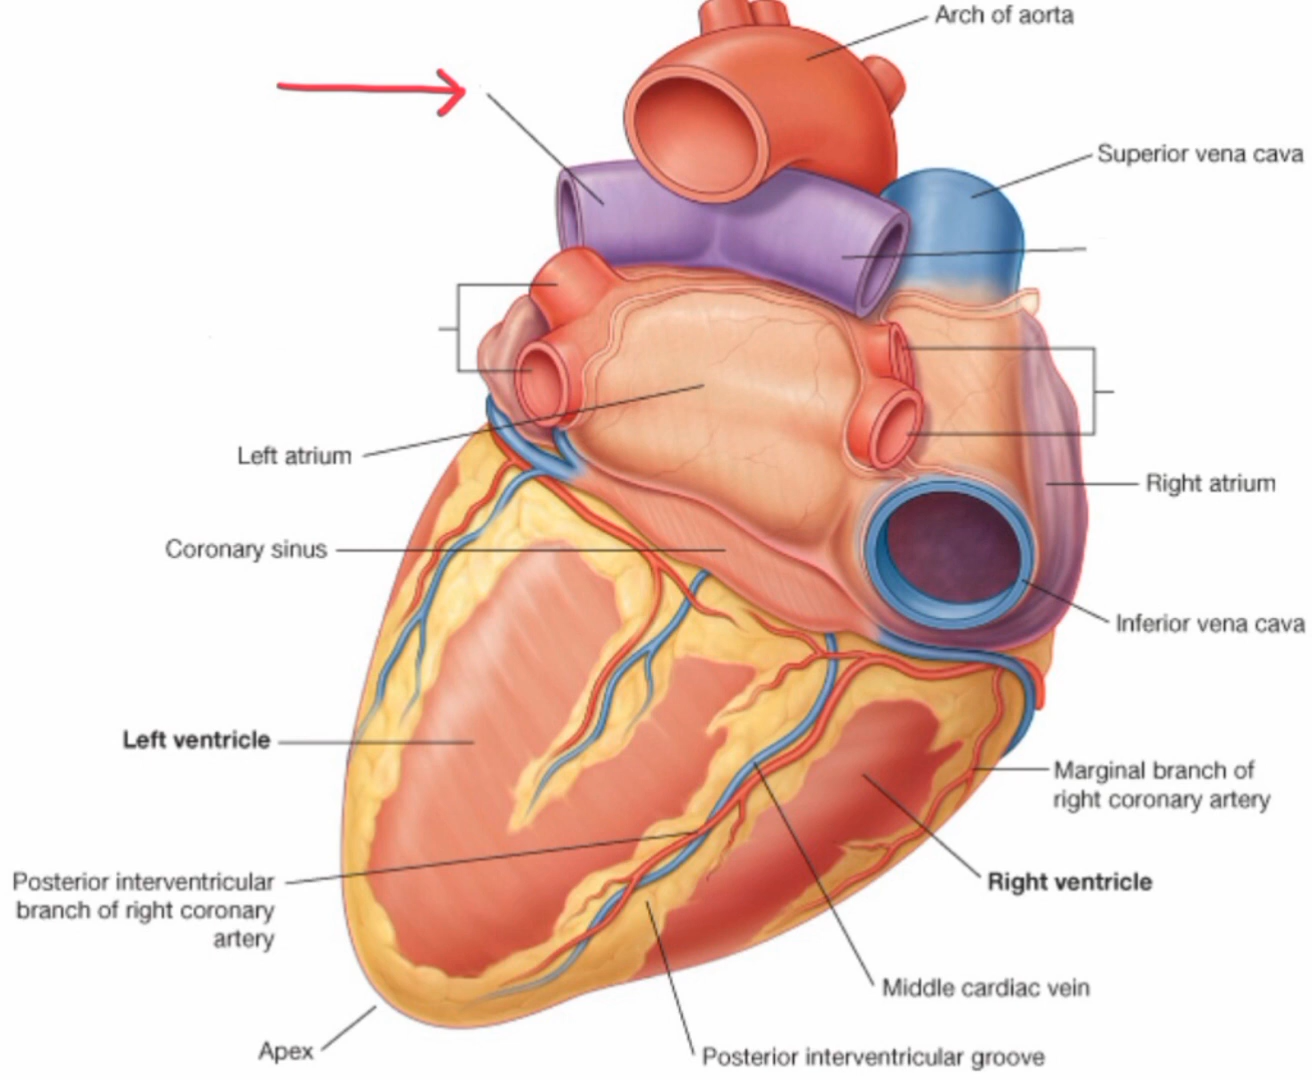 Arch of aorta
Superior vena cava
Left atrium
Right atrium
Coronary sinus
Inferior vena cava
Left ventricle
Marginal branch of
right coronary artery
Posterior interventricular
branch of right coronary
artery
Right ventricle
Middle cardiac vein
Apex
Posterior interventricular groove